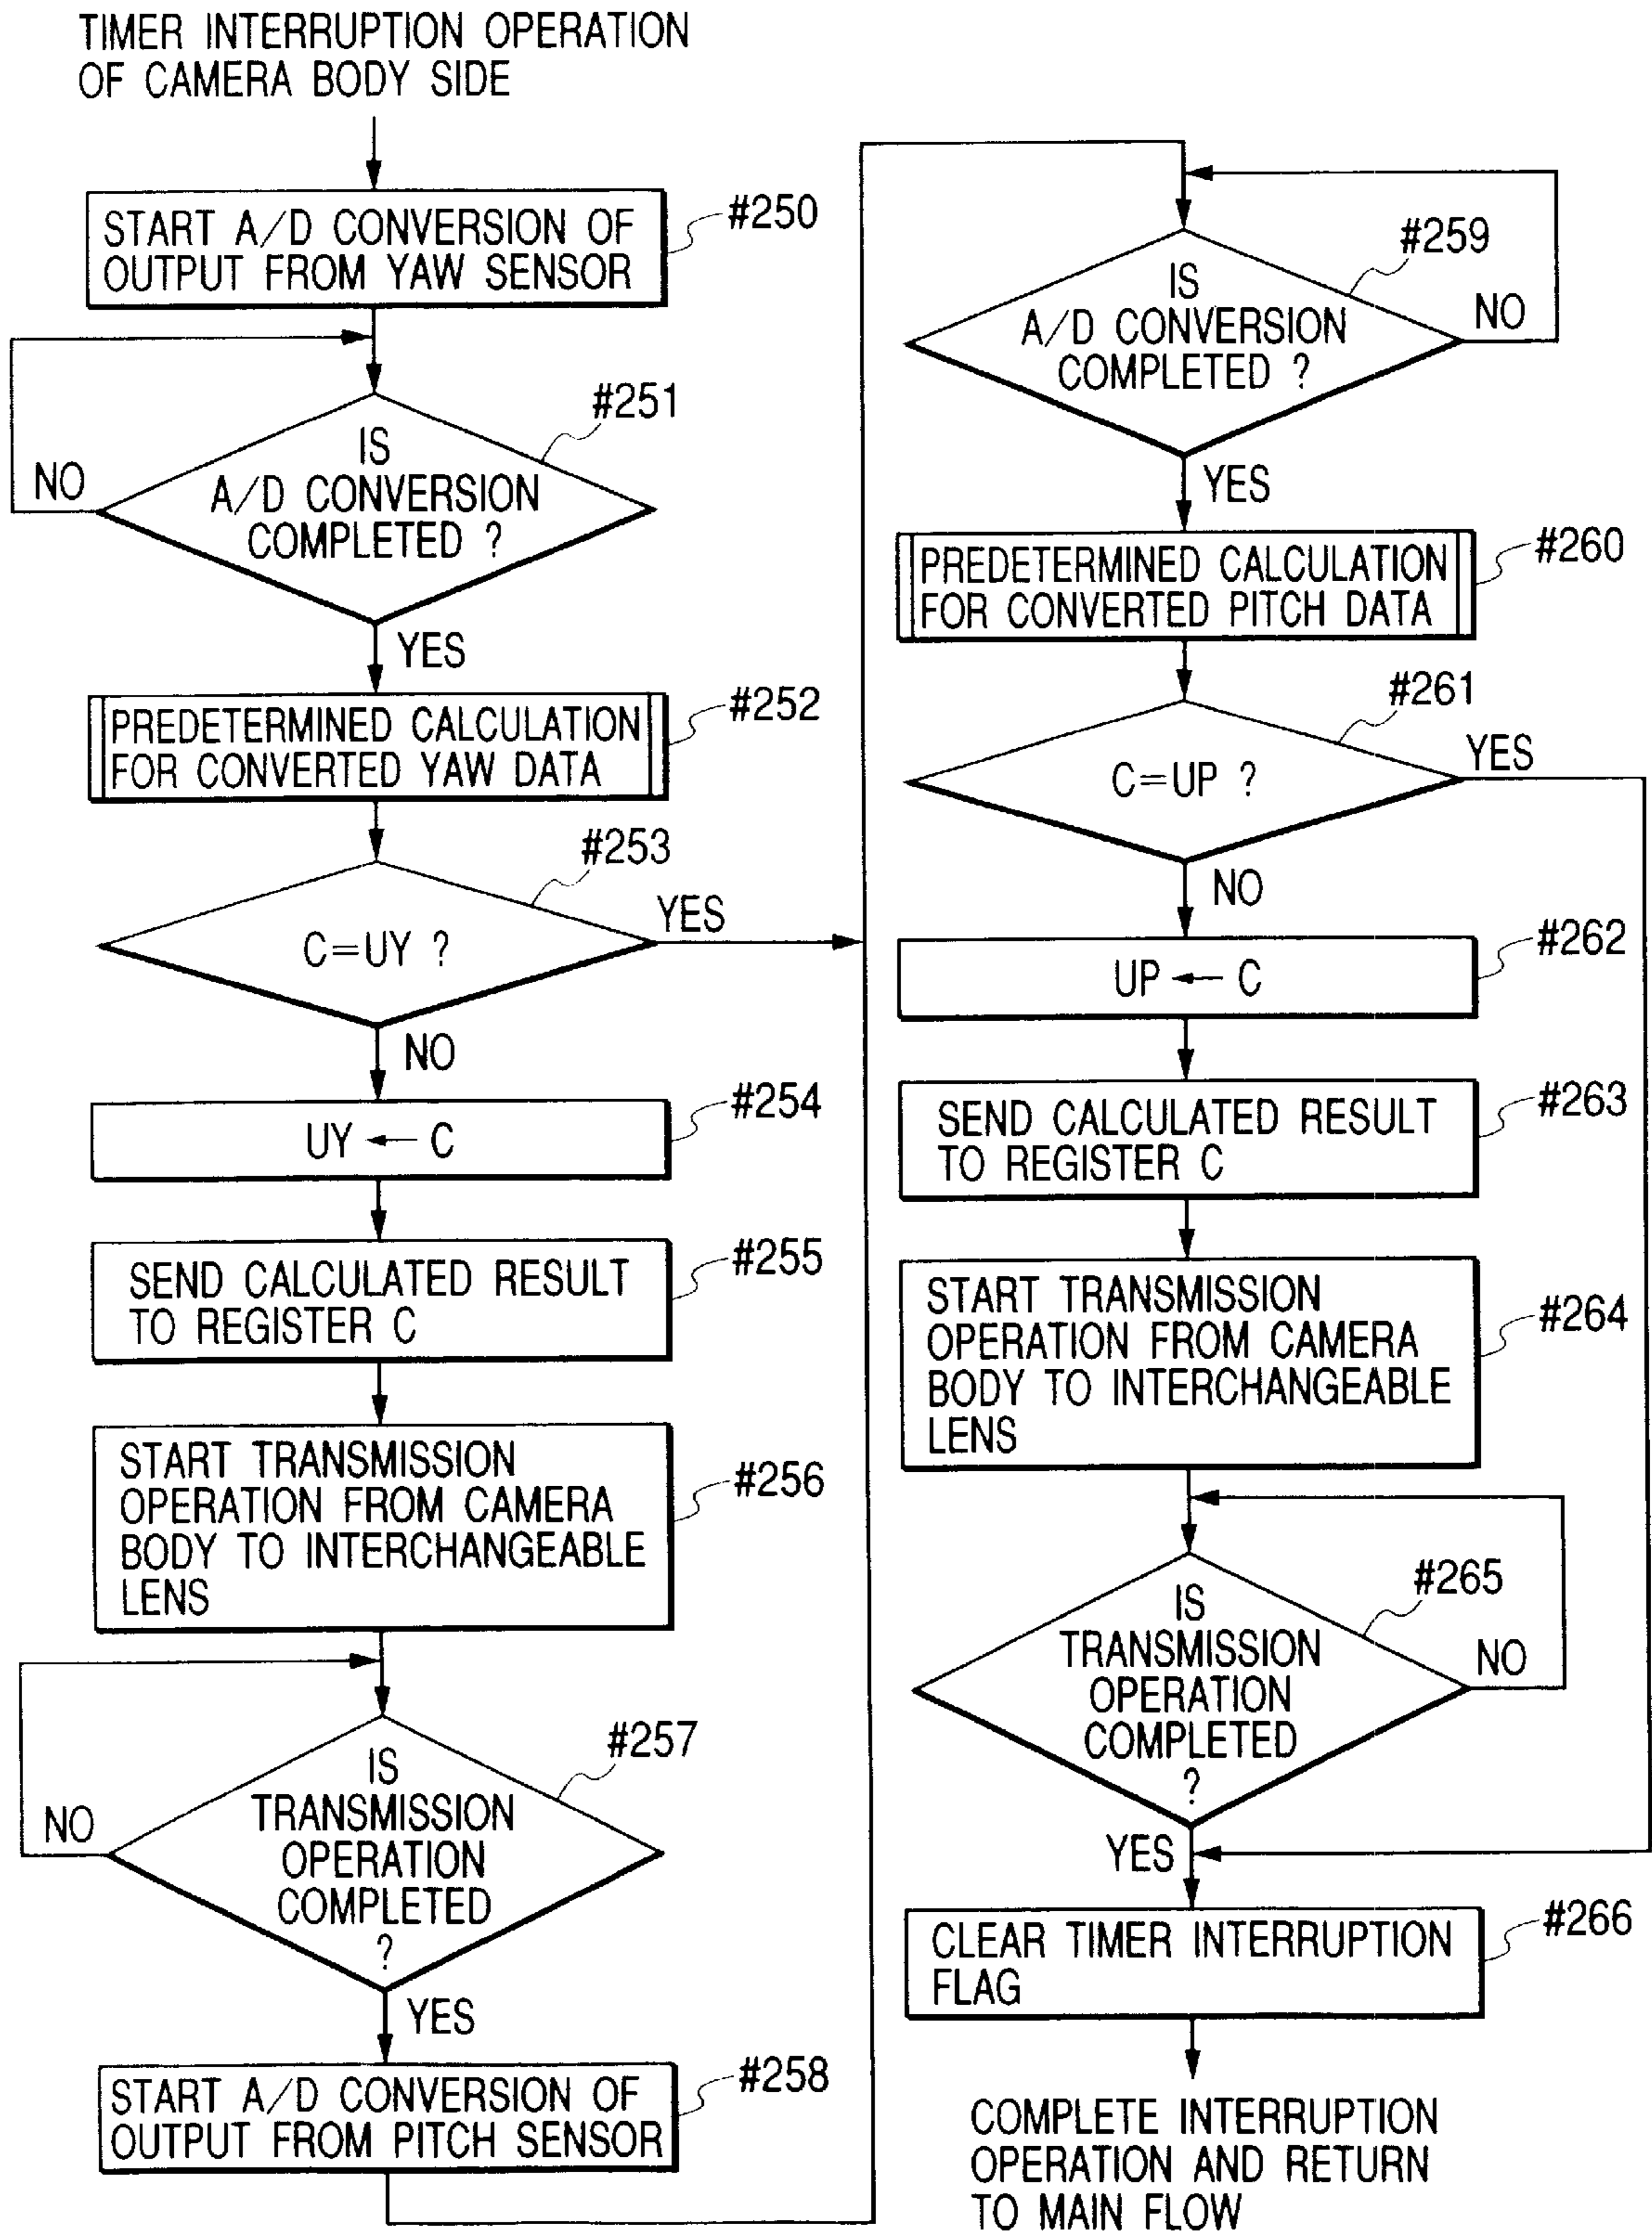 TIMER INTERRUPTION OPERATION
OF CAMERA BODY SIDE
START A/D CONVERSION OF
OUTPUT FROM YAW SENSOR
#250
IS
A/D CONVERSION
COMPLETED ?
#251
NO
YES
PREDETERMINED CALCULATION
FOR CONVERTED YAW DATA
#252
C=UY ?
#253
YES
NO
UY ← C
#254
SEND CALCULATED RESULT
TO REGISTER C
#255
START TRANSMISSION
OPERATION FROM CAMERA
BODY TO INTERCHANGEABLE
LENS
#256
IS
TRANSMISSION
OPERATION
COMPLETED
?
#257
NO
YES
START A/D CONVERSION OF
OUTPUT FROM PITCH SENSOR
#258
IS
A/D CONVERSION
COMPLETED ?
#259
NO
YES
PREDETERMINED CALCULATION
FOR CONVERTED PITCH DATA
#260
C=UP ?
#261
YES
NO
UP ← C
#262
SEND CALCULATED RESULT
TO REGISTER C
#263
START TRANSMISSION
OPERATION FROM CAMERA
BODY TO INTERCHANGEABLE
LENS
#264
IS
TRANSMISSION
OPERATION
COMPLETED
?
#265
NO
YES
CLEAR TIMER INTERRUPTION
FLAG
#266
COMPLETE INTERRUPTION
OPERATION AND RETURN
TO MAIN FLOW